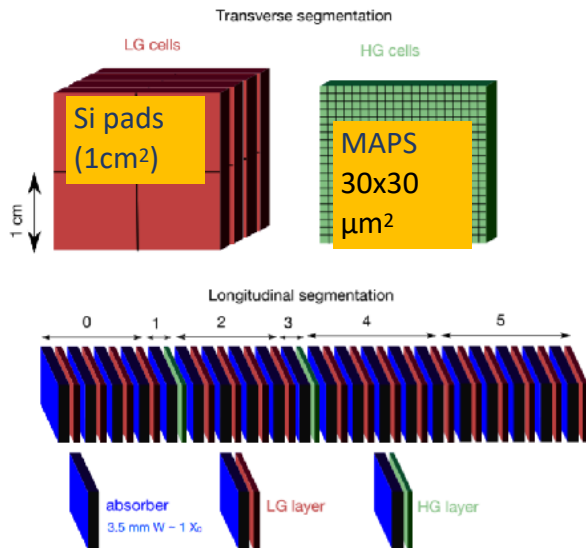 Transverse segmentation
LG cells
HG cells
Si pads
(1cm²)
MAPS
30x30
µm²
1 cm
Longitudinal segmentation
0 1 2 3 4 5
absorber
3.5 mm W ~ 1 X₀
LG layer
HG layer